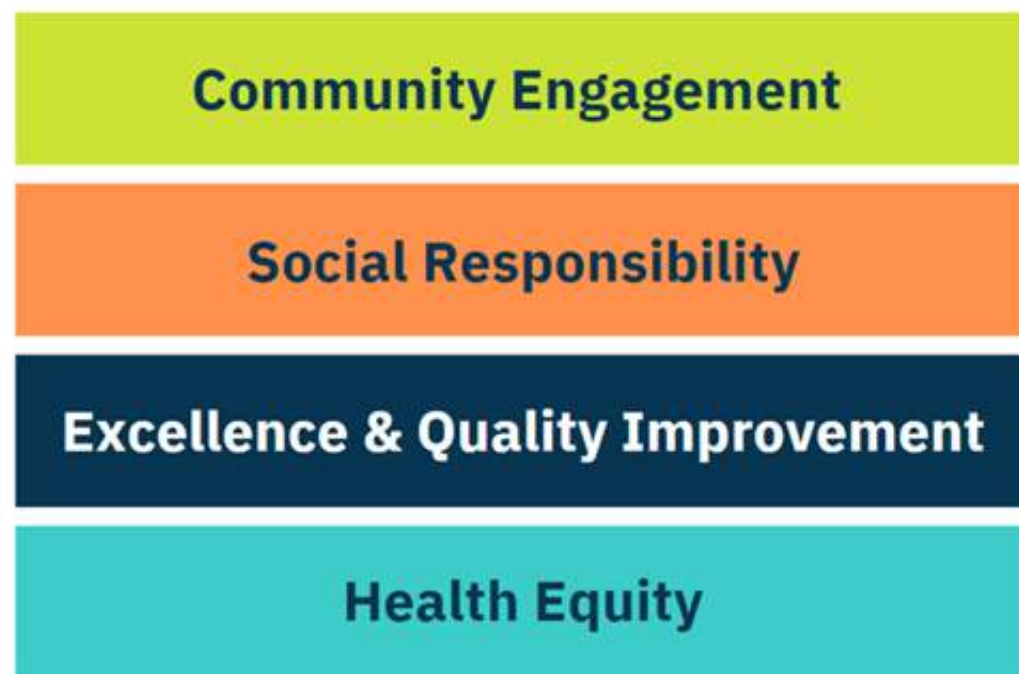 Community Engagement
Social Responsibility
Excellence & Quality Improvement
Health Equity